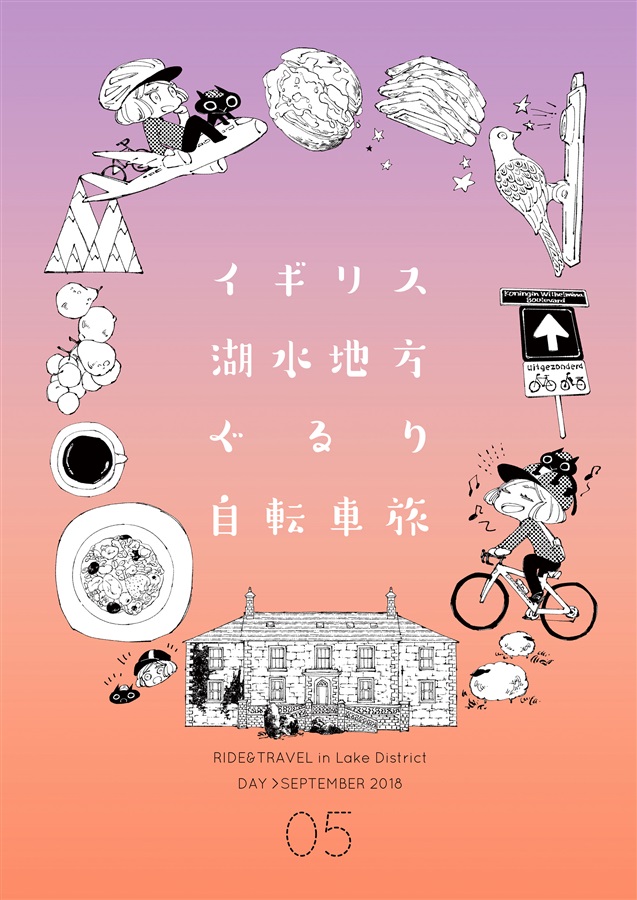 イギリス
湖水地方
ぐるり
自転車旅
Koningin Wilhelmina
Boulevard
uitgezonderd
RIDE&TRAVEL in Lake District
DAY>SEPTEMBER 2018
05